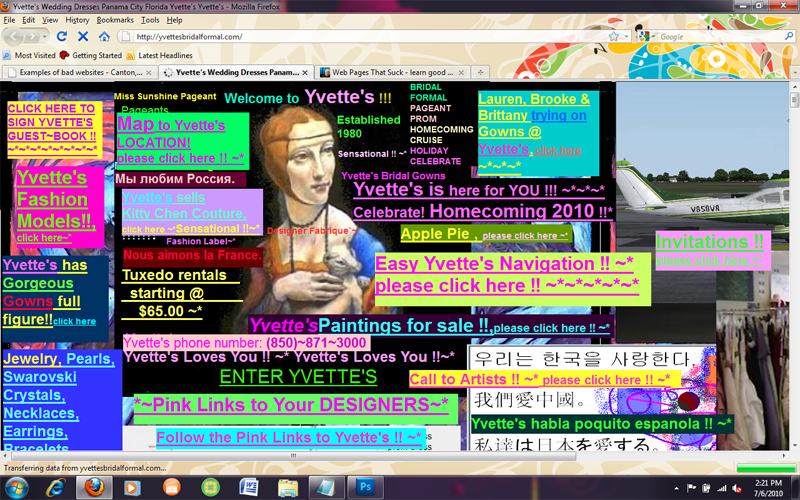 Yvette's Wedding Dresses Panama City Florida Yvette's Yvette's - Mozilla Firefox
File Edit View History Bookmarks Tools Help
http://yvettesbridalformal.com/
Google
Most Visited Getting Started Latest Headlines
Examples of bad websites - Canton,...
Yvette's Wedding Dresses Panam...
Web Pages That Suck - learn good ...
CLICK HERE TO
SIGN YVETTE'S
GUEST~BOOK !!
~*~*~*~*~*~*~*~
Yvette's
Fashion
Models!!,
click here~*
Yvette's has
Gorgeous
Gowns full
figure!!click here
Jewelry, Pearls,
Swarovski
Crystals,
Necklaces,
Earrings,
Bracelets
Miss Sunshine Pageant
Pageants
Map to Yvette's
LOCATION!
please click here !! ~*
Мы любим Россия.
Yvette's sells
Kitty Chen Couture,
click here ~*Sensational !!~*
Fashion Label~*
Nous aimons la France.
Tuxedo rentals
starting @
$65.00 ~*
Welcome to Yvette's !!!
Established
1980
Sensational !! ~*
Designer Fabrique`~
BRIDAL
FORMAL
PAGEANT
PROM
HOMECOMING
CRUISE
HOLIDAY
CELEBRATE
Yvette's Bridal Gowns
Lauren, Brooke &
Brittany trying on
Gowns @
Yvette's, click here
~*~*~*
Yvette's is here for YOU !!! ~*~*~*
Celebrate! Homecoming 2010 !!*
Apple Pie , please click here ~*
Invitations !!
please click here ~*
Easy Yvette's Navigation !! ~*
please click here !! ~*~*~*~*~*
Yvette'sPaintings for sale !!,please click here !! ~*
Yvette's phone number: (850)~871~3000
Yvette's Loves You !! ~* Yvette's Loves You !!~*
ENTER YVETTE'S
*~Pink Links to Your DESIGNERS~*
Follow the Pink LInks to Yvette's !! ~*
우리는 한국을 사랑한다.
Call to Artists !! ~* please click here !! ~*
我們愛中國。
Yvette's habla poquito espanola !! ~*
私達は日本を愛する。
Transferring data from yvettesbridalformal.com...
2:21 PM
7/6/2010